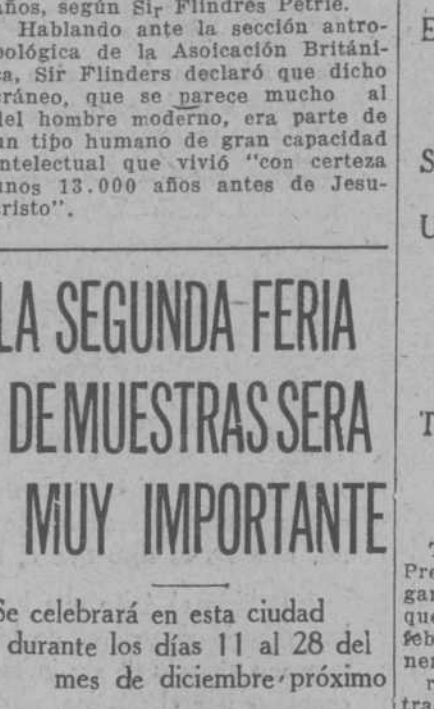 años, según Sir Flindres Petrie.
Hablando ante la sección antro-
pológica de la Asoicación Británi-
ca, Sir Flinders declaró que dicho
cráneo, que se parece mucho al
del hombre moderno, era parte de
un tipo humano de gran capacidad
intelectual que vivió "con certeza
unos 13.000 años antes de Jesu-
cristo".
LA SEGUNDA FERIA
DE MUESTRAS SERA
MUY IMPORTANTE
Se celebrará en esta ciudad
durante los días 11 al 28 del
mes de diciembre próximo